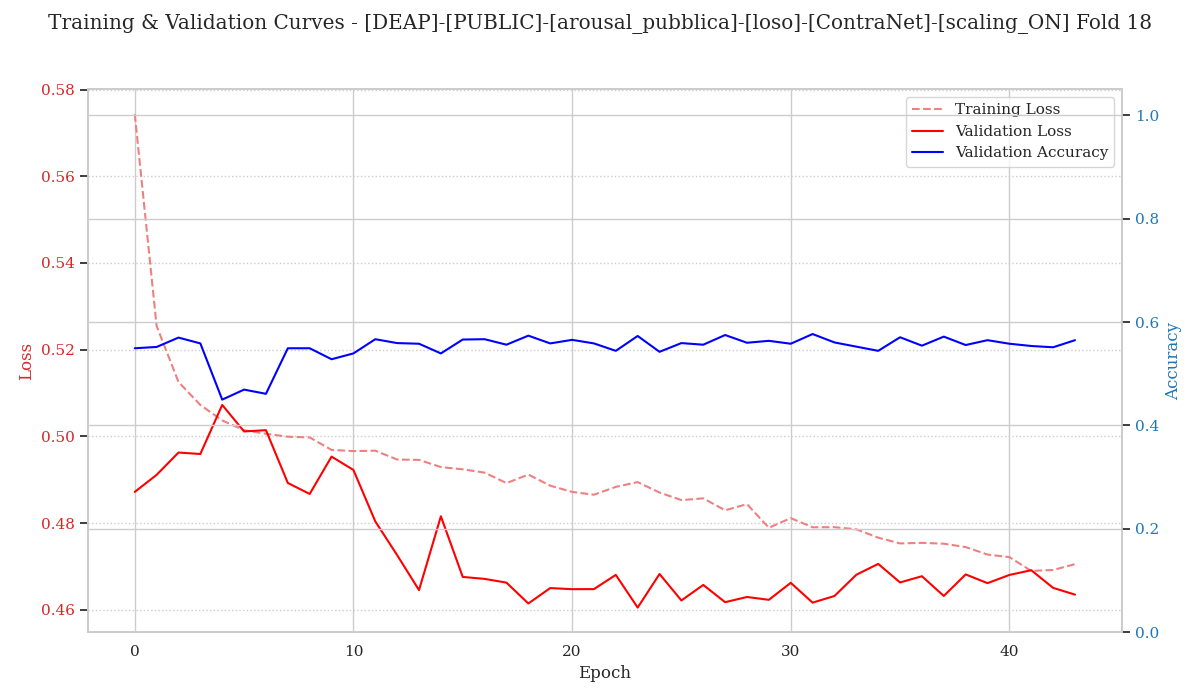 Training & Validation Curves - [DEAP]-[PUBLIC]-[arousal_pubblica]-[loso]-[ContraNet]-[scaling_ON] Fold 18
Training Loss
Validation Loss
Validation Accuracy
0.58
0.56
0.54
0.52
0.50
0.48
0.46
Loss
1.0
0.8
0.6
0.4
0.2
0.0
Accuracy
0
10
20
30
40
Epoch